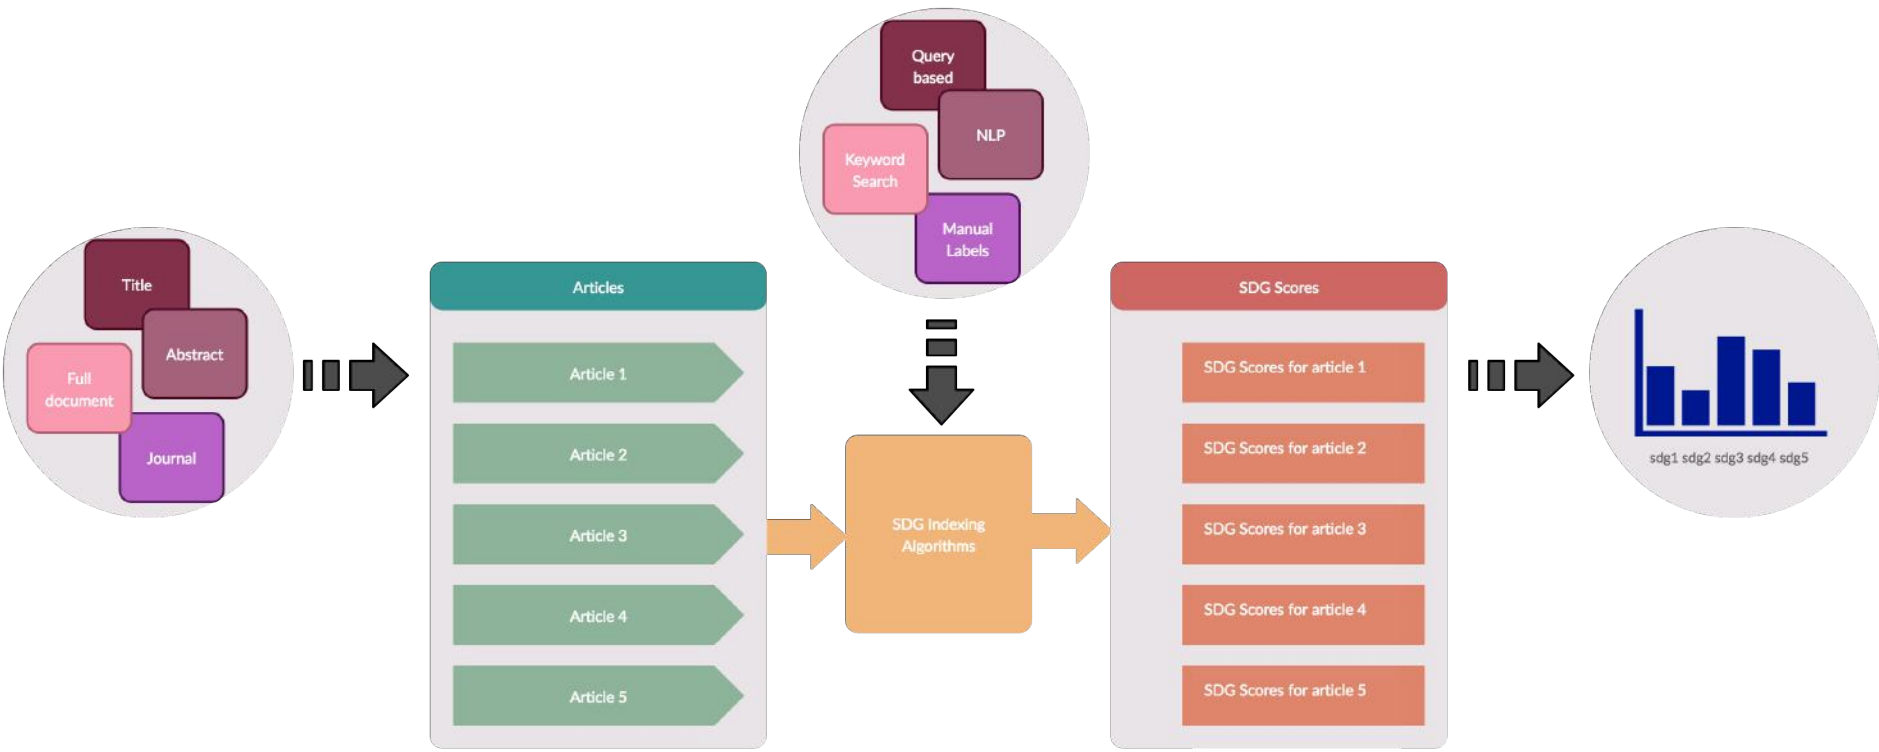 Title
Abstract
Full
document
Journal
Articles
Article 1
Article 2
Article 3
Article 4
Article 5
Query
based
NLP
Keyword
Search
Manual
Labels
SDG Indexing
Algorithms
SDG Scores
SDG Scores for article 1
SDG Scores for article 2
SDG Scores for article 3
SDG Scores for article 4
SDG Scores for article 5
sdg1 sdg2 sdg3 sdg4 sdg5